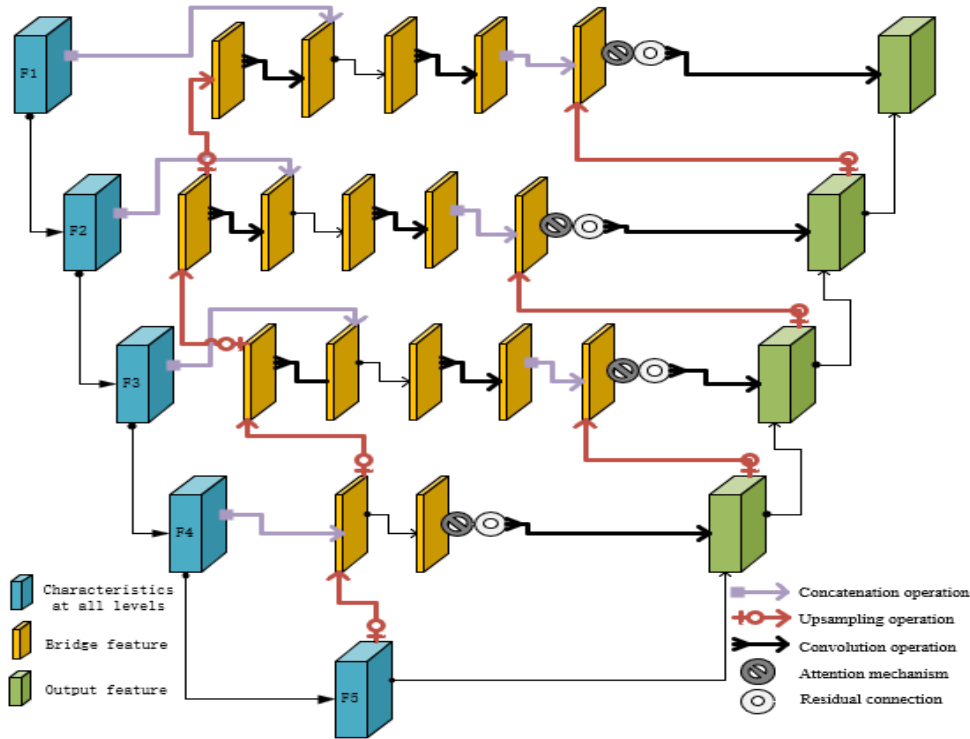 F1
F2
F3
F4
F5
Characteristics
at all levels
Bridge feature
Output feature
Concatenation operation
Upsampling operation
Convolution operation
Attention mechanism
Residual connection